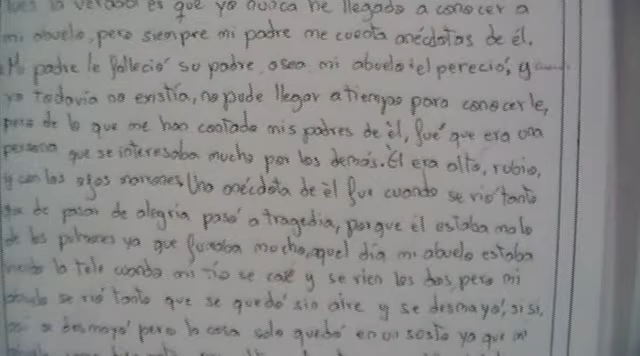 la verdad es que yo nunca he llegado a conocer a
mi abuelo, pero siempre mi padre me cuenta anécdotas de él.
padre le falleció su padre, osea mi abuelo el pereció, y
yo todavía no existía, no pude llegar a tiempo para conocerle,
pero de lo que me han contado mis padres de él, fué que era una
persona que se interesaba mucho por los demás. Él era alto, rubio,
y con los ojos marrones. Una anécdota de él fue cuando se rió tanto
que de pasar de alegría pasó a tragedia, porque él estaba malo
de los pulmones ya que fumaba mucho, aquel día mi abuelo estaba
viendo la tele cuando mi tío se cae y se rien los dos, pero mi
abuelo se rió tanto que se quedó sin aire y se desmayó, si si,
se desmayó pero la cosa solo quedó en un susto ya que mi